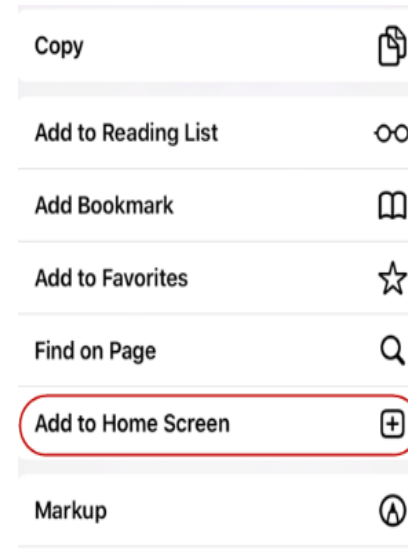 Copy
Add to Reading List
Add Bookmark
Add to Favorites
Find on Page
Add to Home Screen
Markup